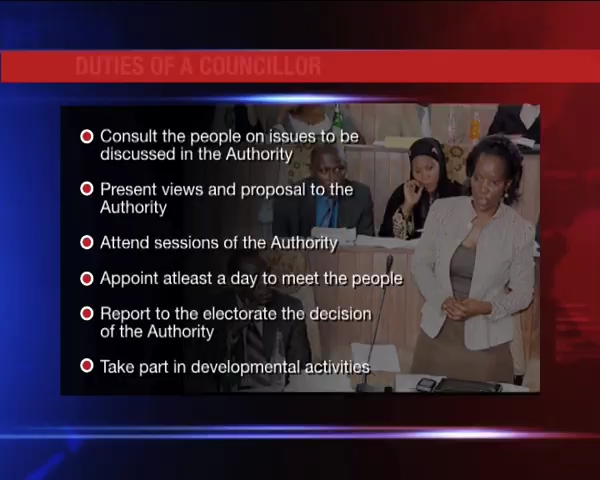 DUTIES OF A COUNCILLOR
Consult the people on issues to be
discussed in the Authority
Present views and proposal to the
Authority
Attend sessions of the Authority
Appoint atleast a day to meet the people
Report to the electorate the decision
of the Authority
Take part in developmental activities